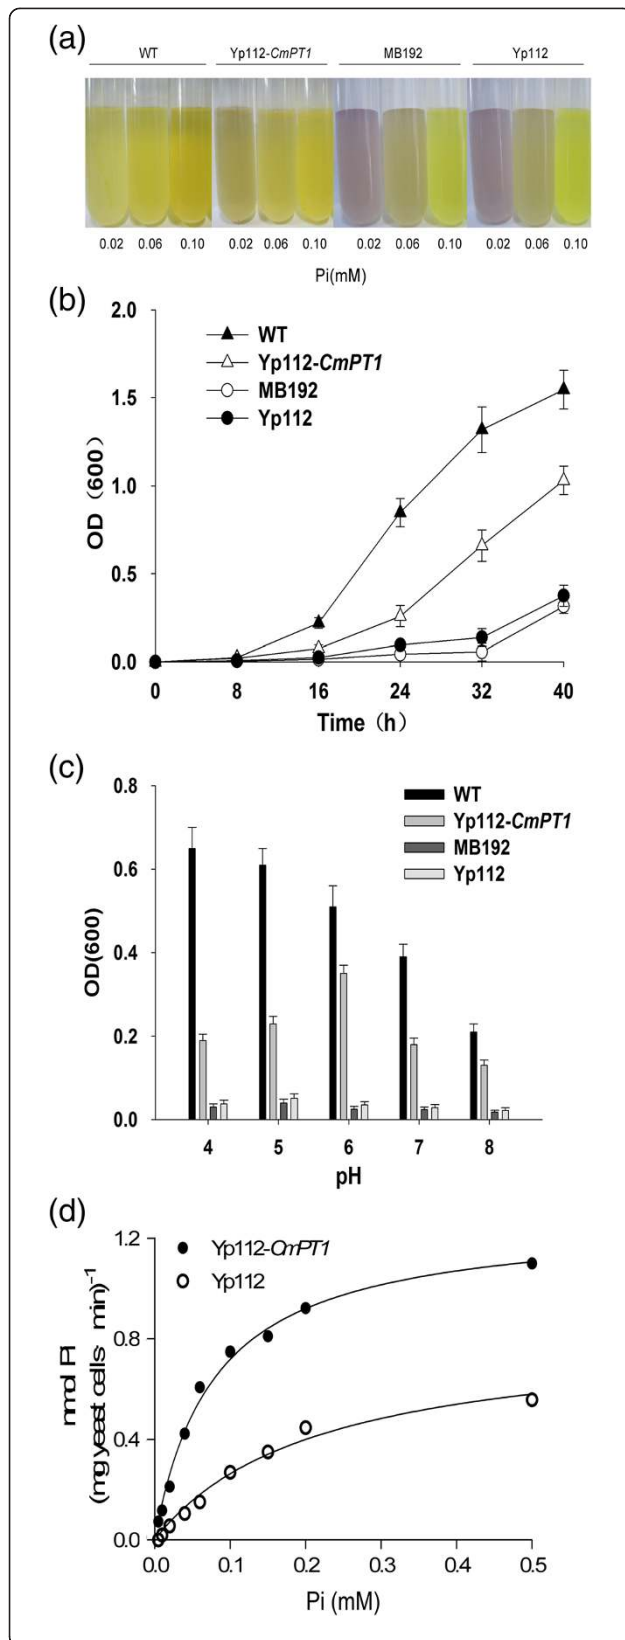 (a)
WT Yp112-CmPT1 MB192 Yp112
0.02 0.06 0.10 0.02 0.06 0.10 0.02 0.06 0.10 0.02 0.06 0.10
Pi(mM)
(b)
2.0
1.5
1.0
0.5
0.0
OD（600）
WT
Yp112-CmPT1
MB192
Yp112
0 8 16 24 32 40
Time（h）
(c)
0.8
0.6
0.4
0.2
0.0
OD(600)
WT
Yp112-CmPT1
MB192
Yp112
4 5 6 7 8
pH
(d)
1.2
0.8
0.4
0.0
nmol Pi
(mg yeast cells· min)⁻¹
Yp112-CmPT1
Yp112
0.0 0.1 0.2 0.3 0.4 0.5
Pi (mM)